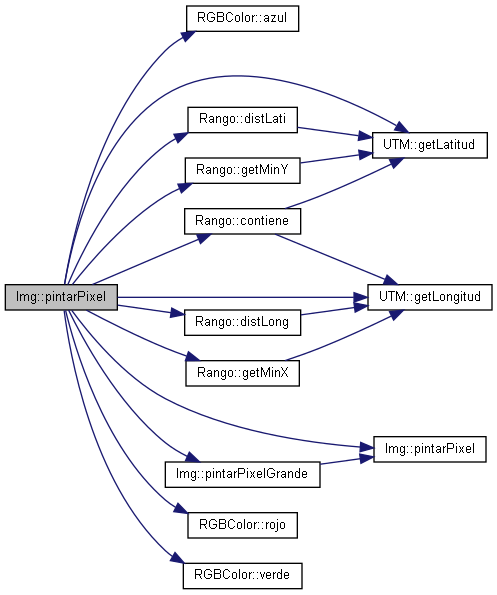 RGBColor::azul
Rango::distLati
UTM::getLatitud
Rango::getMinY
Rango::contiene
Img::pintarPixel
UTM::getLongitud
Rango::distLong
Rango::getMinX
Img::pintarPixel
Img::pintarPixelGrande
RGBColor::rojo
RGBColor::verde